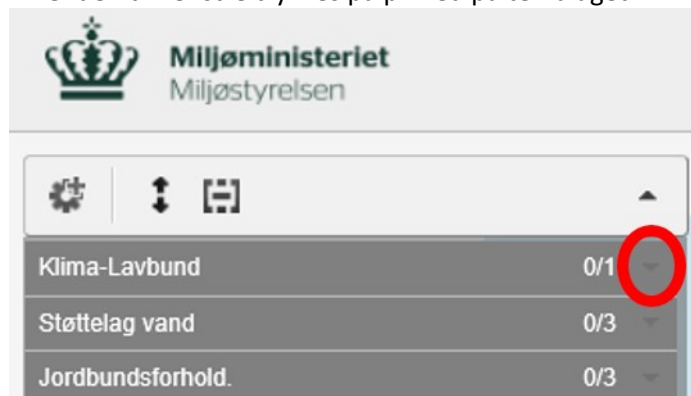 Miljøministeriet
Miljøstyrelsen
Klima-Lavbund 0/1
Støttelag vand 0/3
Jordbundsforhold. 0/3